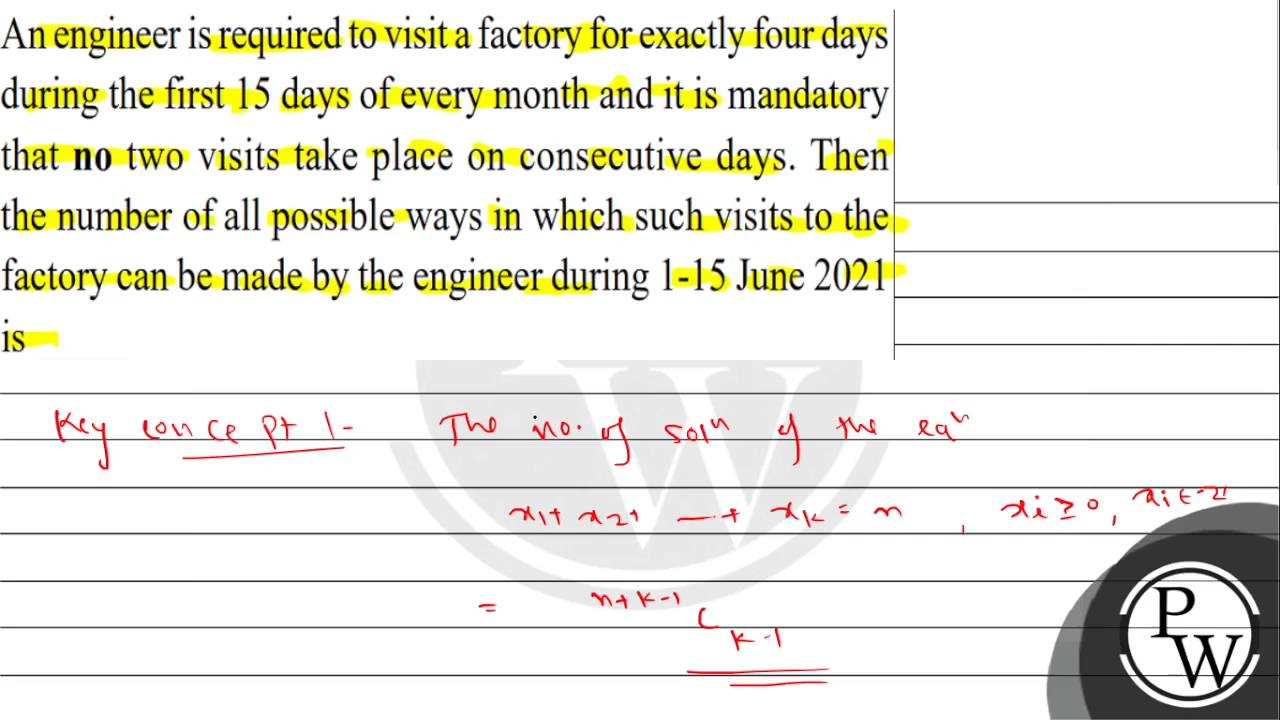 An engineer is required to visit a factory for exactly four days
during the first 15 days of every month and it is mandatory
that no two visits take place on consecutive days. Then
the number of all possible ways in which such visits to the
factory can be made by the engineer during 1-15 June 2021
is
Key concept 1- The no. of solⁿ of the eqⁿ
x₁+ x₂+ —+ xₖ = n , xᵢ ≥ 0, xᵢ ∈ Z
= ⁿ⁺ᵏ⁻¹Cₖ₋₁
P
W